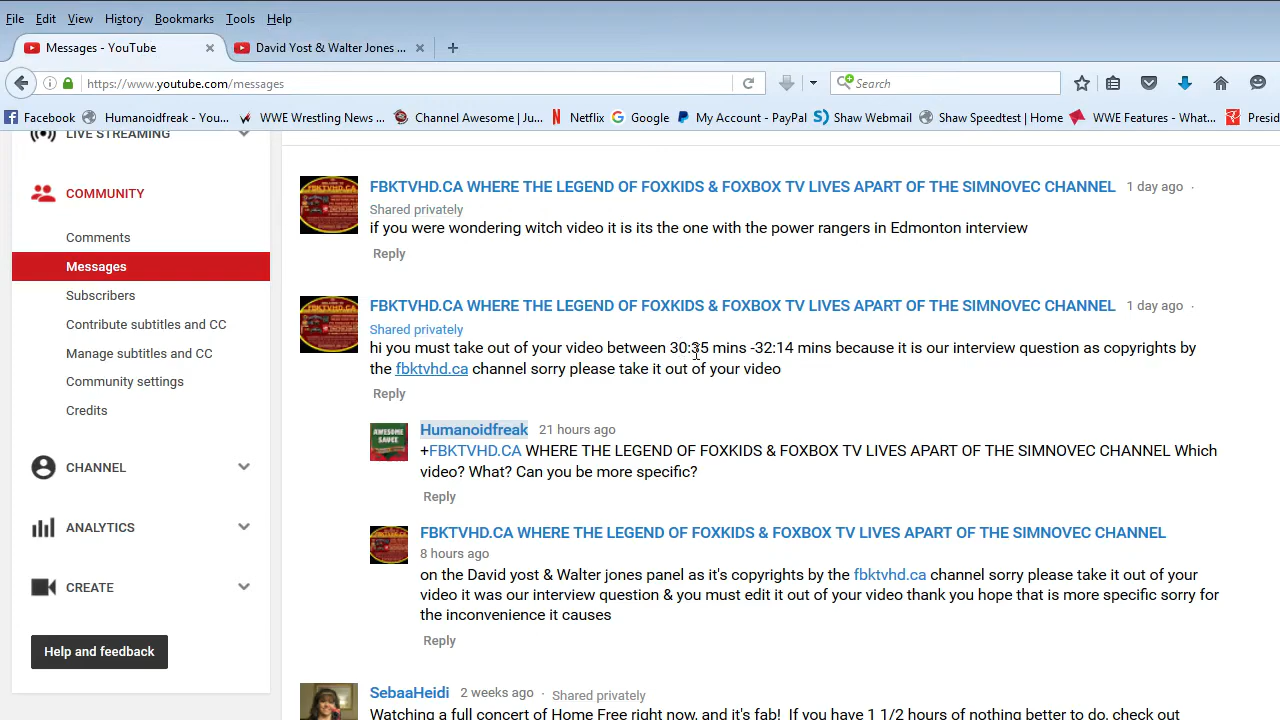 File Edit View History Bookmarks Tools Help
Messages - YouTube × David Yost & Walter Jones ... × +
https://www.youtube.com/messages Search
Facebook Humanoidfreak - You... WWE Wrestling News ... Channel Awesome | Ju... Netflix Google My Account - PayPal Shaw Webmail Shaw Speedtest | Home WWE Features - What... Presid
LIVE STREAMING
COMMUNITY
Comments
Messages
Subscribers
Contribute subtitles and CC
Manage subtitles and CC
Community settings
Credits
CHANNEL
ANALYTICS
CREATE
Help and feedback
FBKTVHD.CA WHERE THE LEGEND OF FOXKIDS & FOXBOX TV LIVES APART OF THE SIMNOVEC CHANNEL 1 day ago ·
Shared privately
if you were wondering witch video it is its the one with the power rangers in Edmonton interview
Reply
FBKTVHD.CA WHERE THE LEGEND OF FOXKIDS & FOXBOX TV LIVES APART OF THE SIMNOVEC CHANNEL 1 day ago ·
Shared privately
hi you must take out of your video between 30:35 mins -32:14 mins because it is our interview question as copyrights by
the fbktvhd.ca channel sorry please take it out of your video
Reply
AWESOME
SAUCE
Humanoidfreak 21 hours ago
+FBKTVHD.CA WHERE THE LEGEND OF FOXKIDS & FOXBOX TV LIVES APART OF THE SIMNOVEC CHANNEL Which
video? What? Can you be more specific?
Reply
FBKTVHD.CA WHERE THE LEGEND OF FOXKIDS & FOXBOX TV LIVES APART OF THE SIMNOVEC CHANNEL
8 hours ago
on the David yost & Walter jones panel as it's copyrights by the fbktvhd.ca channel sorry please take it out of your
video it was our interview question & you must edit it out of your video thank you hope that is more specific sorry for
the inconvenience it causes
Reply
SebaaHeidi 2 weeks ago · Shared privately
Watching a full concert of Home Free right now, and it's fab! If you have 1 1/2 hours of nothing better to do, check out